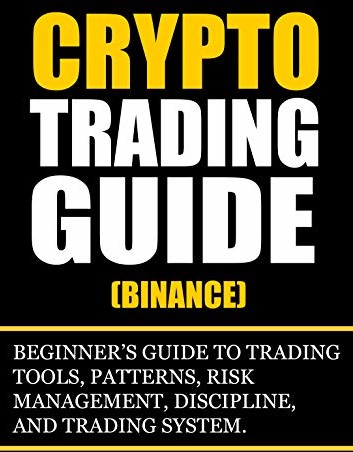 CRYPTO
TRADING
GUIDE
(BINANCE)
BEGINNER'S GUIDE TO TRADING
TOOLS, PATTERNS, RISK
MANAGEMENT, DISCIPLINE,
AND TRADING SYSTEM.